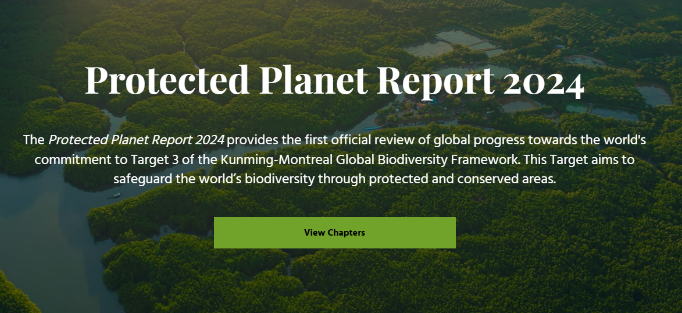 Protected Planet Report 2024
The Protected Planet Report 2024 provides the first official review of global progress towards the world's
commitment to Target 3 of the Kunming-Montreal Global Biodiversity Framework. This Target aims to
safeguard the world’s biodiversity through protected and conserved areas.
View Chapters